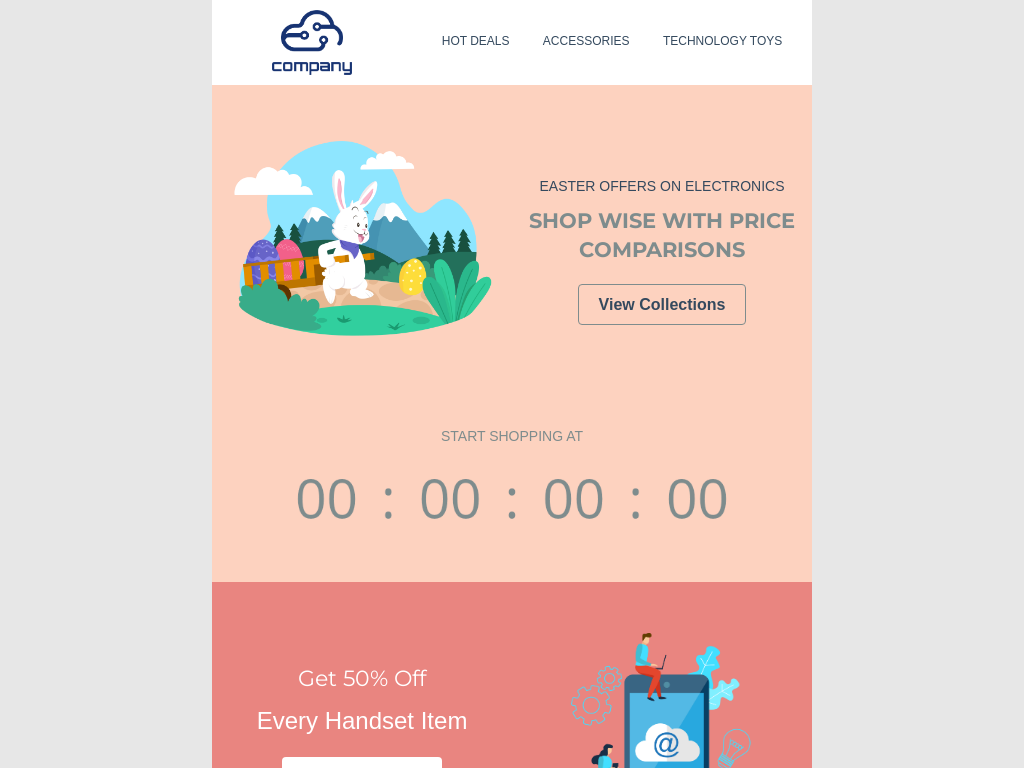 company
HOT DEALS ACCESSORIES TECHNOLOGY TOYS
EASTER OFFERS ON ELECTRONICS
SHOP WISE WITH PRICE
COMPARISONS
View Collections
START SHOPPING AT
00 : 00 : 00 : 00
Get 50% Off
Every Handset Item
@